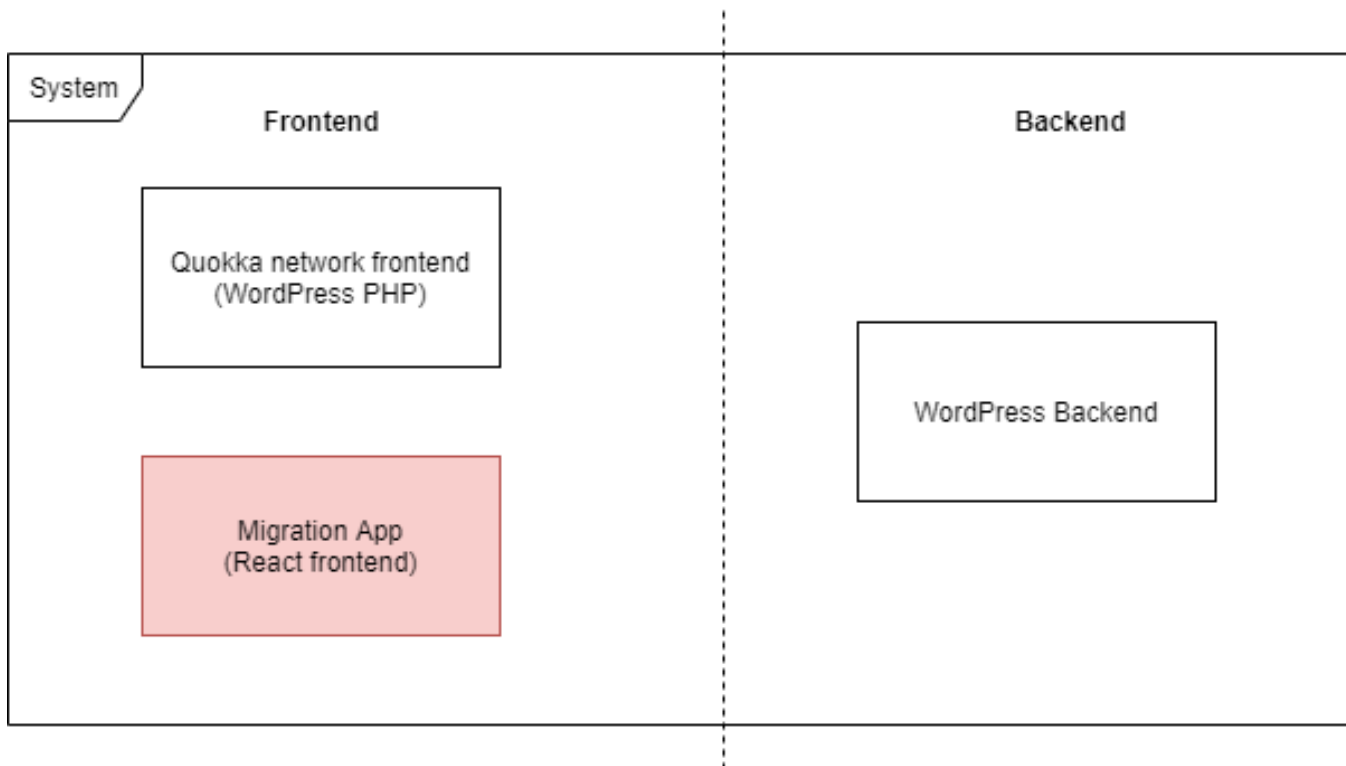 System
Frontend
Backend
Quokka network frontend
(WordPress PHP)
WordPress Backend
Migration App
(React frontend)